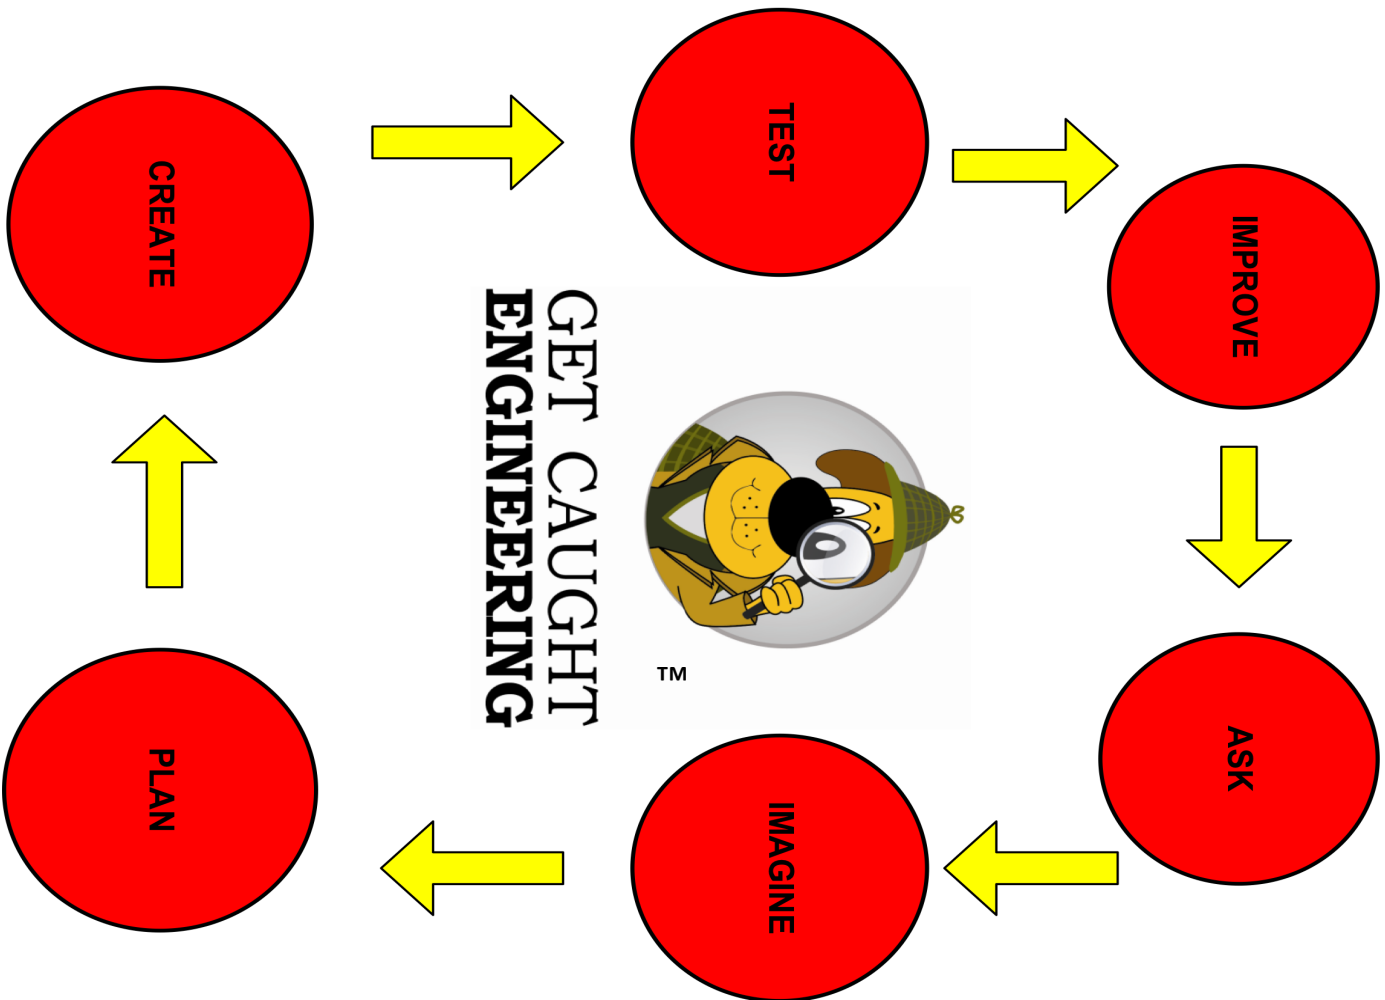 IMPROVE
ASK
TEST
IMAGINE
TM
GET CAUGHT
ENGINEERING
CREATE
PLAN